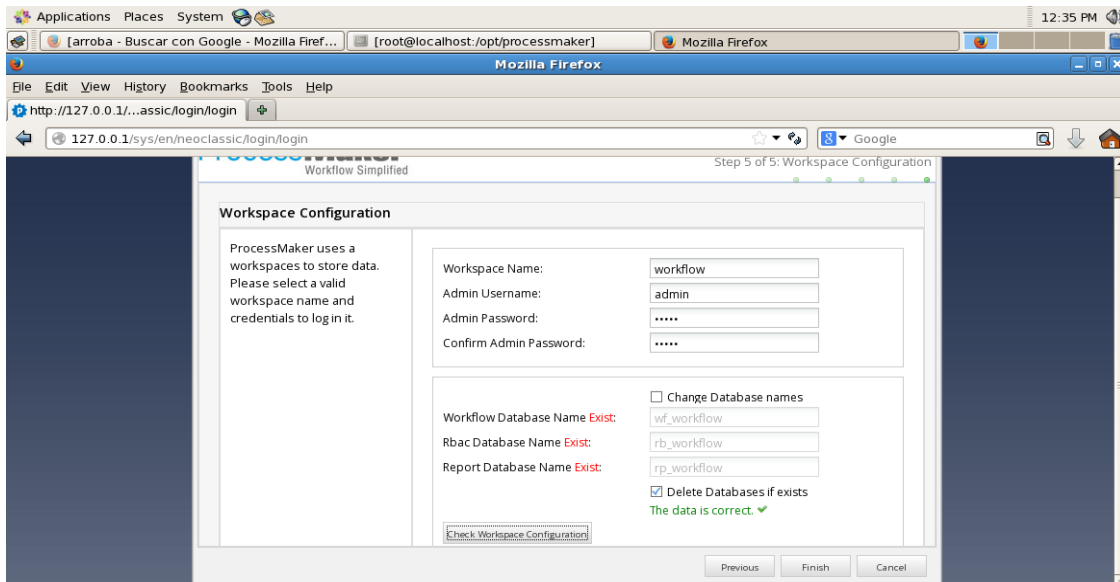 Applications Places System 12:35 PM
[arroba - Buscar con Google - Mozilla Firef... [root@localhost:/opt/processmaker] Mozilla Firefox
Mozilla Firefox
File Edit View History Bookmarks Tools Help
http://127.0.0.1/...assic/login/login
127.0.0.1/sys/en/neoclassic/login/login Google
ProcessMaker
Workflow Simplified
Step 5 of 5: Workspace Configuration
Workspace Configuration
ProcessMaker uses a
workspaces to store data.
Please select a valid
workspace name and
credentials to log in it.
Workspace Name: workflow
Admin Username: admin
Admin Password: •••••
Confirm Admin Password: •••••
Change Database names
Workflow Database Name Exist: wf_workflow
Rbac Database Name Exist: rb_workflow
Report Database Name Exist: rp_workflow
Delete Databases if exists
The data is correct.
Check Workspace Configuration
Previous Finish Cancel